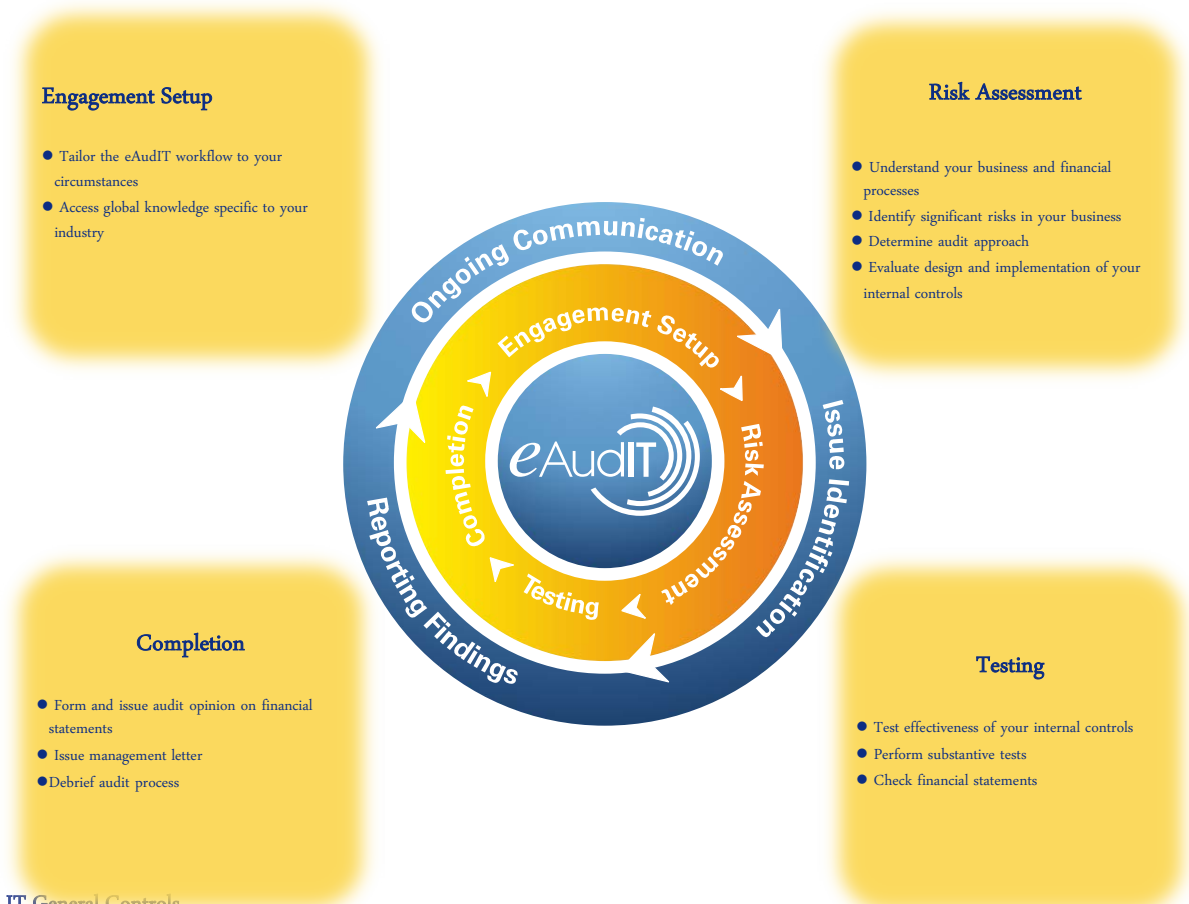 Engagement Setup
● Tailor the eAudIT workflow to your
circumstances
● Access global knowledge specific to your
industry
Risk Assessment
● Understand your business and financial
processes
● Identify significant risks in your business
● Determine audit approach
● Evaluate design and implementation of your
internal controls
Ongoing Communication
Issue Identification
Reporting Findings
Engagement Setup
Risk Assessment
Testing
Completion
eAudIT
Completion
● Form and issue audit opinion on financial
statements
● Issue management letter
●Debrief audit process
Testing
● Test effectiveness of your internal controls
● Perform substantive tests
● Check financial statements
IT General Controls